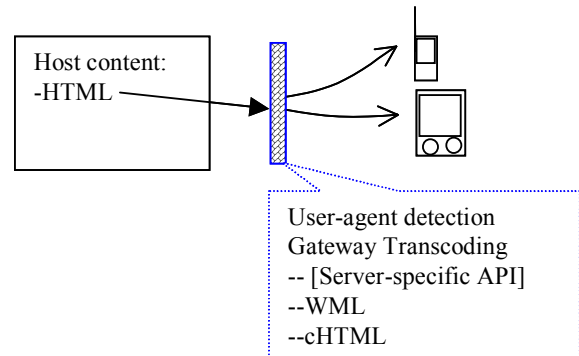 Host content:
-HTML
User-agent detection
Gateway Transcoding
-- [Server-specific API]
--WML
--cHTML